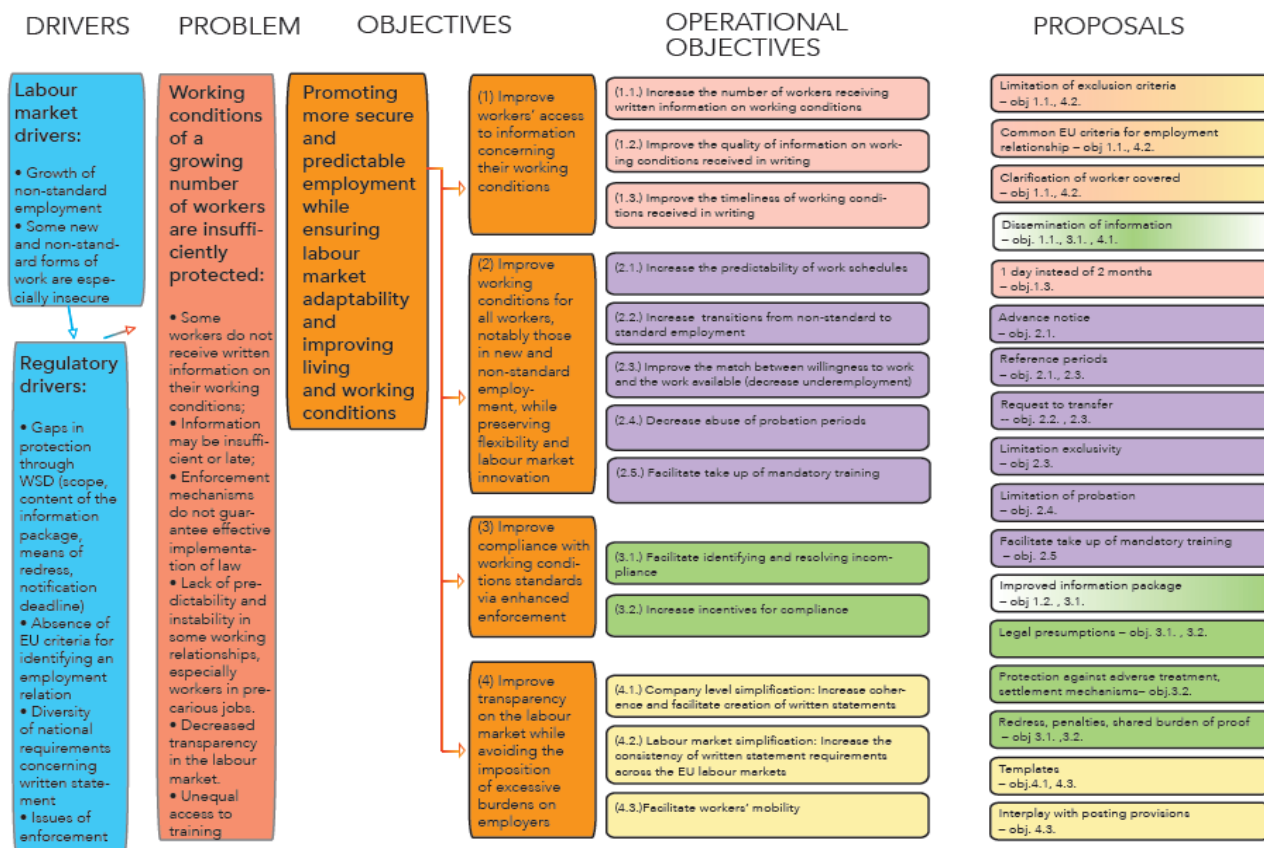 DRIVERS
PROBLEM
OBJECTIVES
OPERATIONAL
OBJECTIVES
PROPOSALS
Labour
market
drivers:
• Growth of
non-standard
employment
• Some new
and non-stand-
ard forms of
work are espe-
cially insecure
Regulatory
drivers:
• Gaps in
protection
through
WSD (scope,
content of the
information
package,
means of
redress,
notification
deadline)
• Absence of
EU criteria for
identifying an
employment
relation
• Diversity
of national
requirements
concerning
written state-
ment
• Issues of
enforcement
Working
conditions
of a
growing
number
of workers
are insuffi-
ciently
protected:
• Some
workers do not
receive written
information on
their working
conditions;
• Information
may be insuffi-
cient or late;
• Enforcement
mechanisms
do not guar-
antee effective
implementa-
tion of law
• Lack of pre-
dictability and
instability in
some working
relationships,
especially
workers in pre-
carious jobs.
• Decreased
transparency
in the labour
market.
• Unequal
access to
training
Promoting
more secure
and
predictable
employment
while
ensuring
labour
market
adaptability
and
improving
living
and working
conditions
(1) Improve
workers' access
to information
concerning
their working
conditions
(2) Improve
working
conditions for
all workers,
notably those
in new and
non-standard
employ-
ment, while
preserving
flexibility and
labour market
innovation
(3) Improve
compliance with
working condi-
tions standards
via enhanced
enforcement
(4) Improve
transparency
on the labour
market while
avoiding the
imposition
of excessive
burdens on
employers
(1.1.) Increase the number of workers receiving
written information on working conditions
(1.2.) Improve the quality of information on work-
ing conditions received in writing
(1.3.) Improve the timeliness of working condi-
tions received in writing
(2.1.) Increase the predictability of work schedules
(2.2.) Increase transitions from non-standard to
standard employment
(2.3.) Improve the match between willingness to work
and the work available (decrease underemployment)
(2.4.) Decrease abuse of probation periods
(2.5.) Facilitate take up of mandatory training
(3.1.) Facilitate identifying and resolving incom-
pliance
(3.2.) Increase incentives for compliance
(4.1.) Company level simplification: Increase coher-
ence and facilitate creation of written statements
(4.2.) Labour market simplification: Increase the
consistency of written statement requirements
across the EU labour markets
(4.3.)Facilitate workers' mobility
Limitation of exclusion criteria
– obj 1.1., 4.2.
Common EU criteria for employment
relationship – obj 1.1., 4.2.
Clarification of worker covered
– obj 1.1., 4.2.
Dissemination of information
– obj. 1.1., 3.1. , 4.1.
1 day instead of 2 months
– obj.1.3.
Advance notice
– obj. 2.1.
Reference periods
– obj. 2.1., 2.3.
Request to transfer
-- obj. 2.2. , 2.3.
Limitation exclusivity
– obj 2.3.
Limitation of probation
– obj. 2.4.
Facilitate take up of mandatory training
– obj. 2.5
Improved information package
– obj 1.2. , 3.1.
Legal presumptions – obj. 3.1. , 3.2.
Protection against adverse treatment,
settlement mechanisms– obj.3.2.
Redress, penalties, shared burden of proof
– obj 3.1. ,3.2.
Templates
– obj.4.1, 4.3.
Interplay with posting provisions
– obj. 4.3.